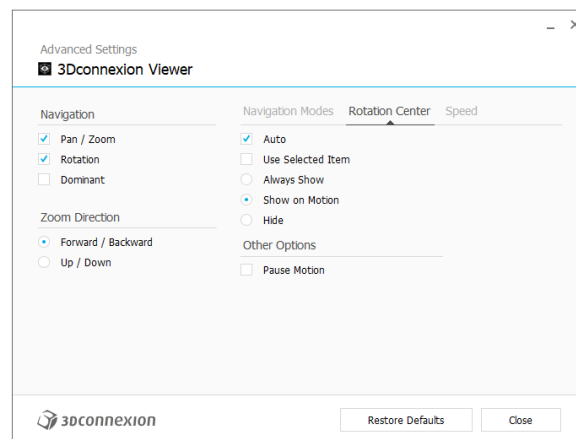 Advanced Settings
3Dconnexion Viewer
Navigation
Pan / Zoom
Rotation
Dominant
Zoom Direction
Forward / Backward
Up / Down
Navigation Modes Rotation Center Speed
Auto
Use Selected Item
Always Show
Show on Motion
Hide
Other Options
Pause Motion
3Dconnexion
Restore Defaults Close